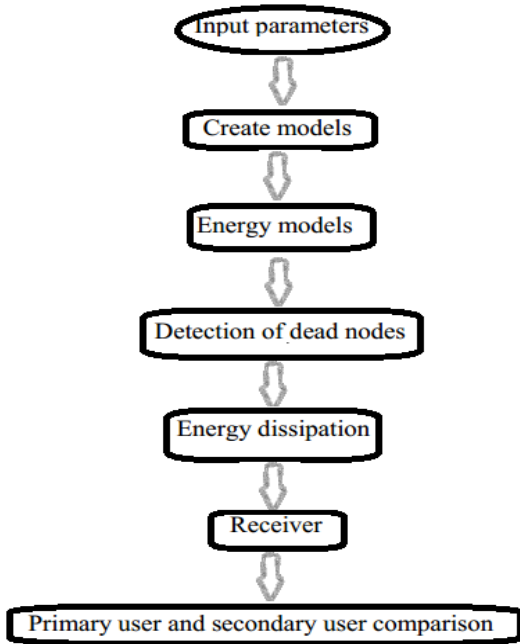 Input parameters
Create models
Energy models
Detection of dead nodes
Energy dissipation
Receiver
Primary user and secondary user comparison